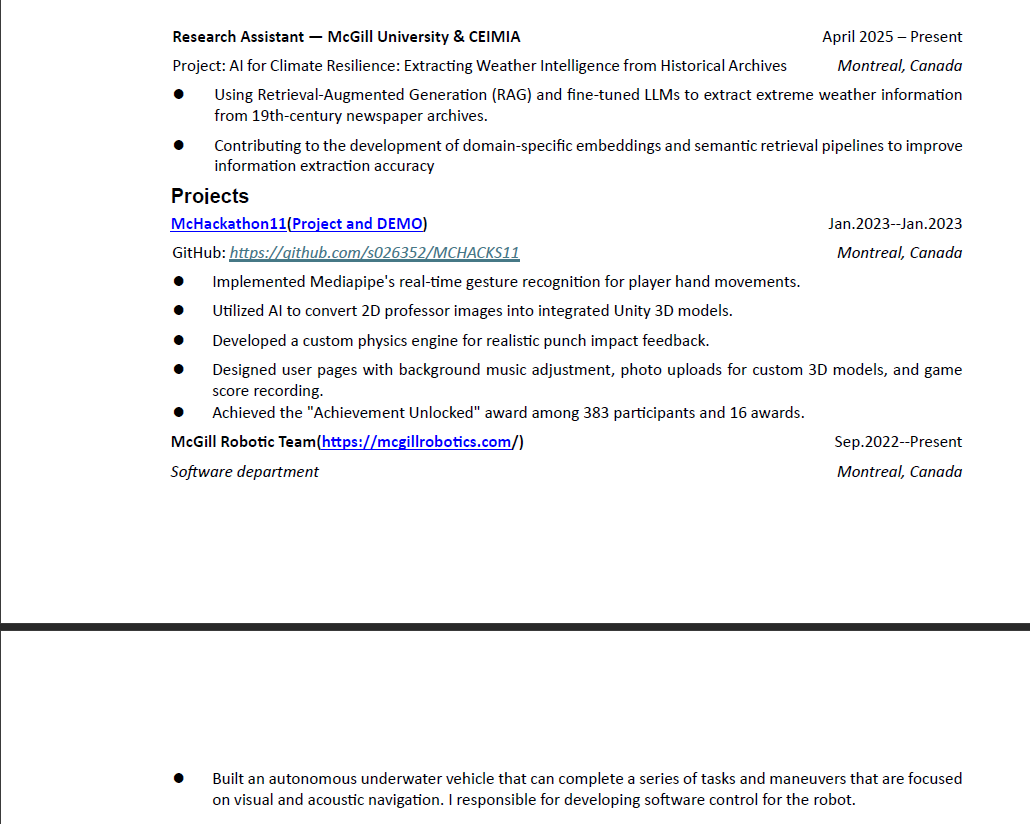 Research Assistant — McGill University & CEIMIA April 2025 – Present
Project: AI for Climate Resilience: Extracting Weather Intelligence from Historical Archives Montreal, Canada
● Using Retrieval-Augmented Generation (RAG) and fine-tuned LLMs to extract extreme weather information
from 19th-century newspaper archives.
● Contributing to the development of domain-specific embeddings and semantic retrieval pipelines to improve
information extraction accuracy
Projects
McHackathon11(Project and DEMO) Jan.2023--Jan.2023
GitHub: https://github.com/s026352/MCHACKS11 Montreal, Canada
● Implemented Mediapipe's real-time gesture recognition for player hand movements.
● Utilized AI to convert 2D professor images into integrated Unity 3D models.
● Developed a custom physics engine for realistic punch impact feedback.
● Designed user pages with background music adjustment, photo uploads for custom 3D models, and game
score recording.
● Achieved the "Achievement Unlocked" award among 383 participants and 16 awards.
McGill Robotic Team(https://mcgillrobotics.com/) Sep.2022--Present
Software department Montreal, Canada
● Built an autonomous underwater vehicle that can complete a series of tasks and maneuvers that are focused
on visual and acoustic navigation. I responsible for developing software control for the robot.